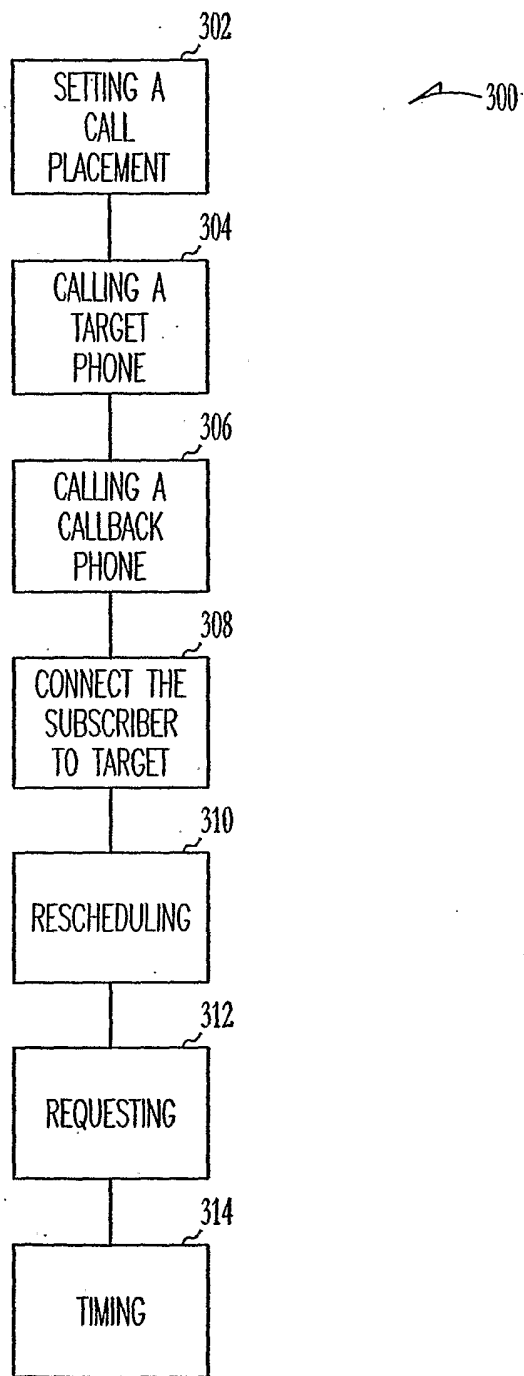 302
SETTING A
CALL
PLACEMENT
300
304
CALLING A
TARGET
PHONE
306
CALLING A
CALLBACK
PHONE
308
CONNECT THE
SUBSCRIBER
TO TARGET
310
RESCHEDULING
312
REQUESTING
314
TIMING